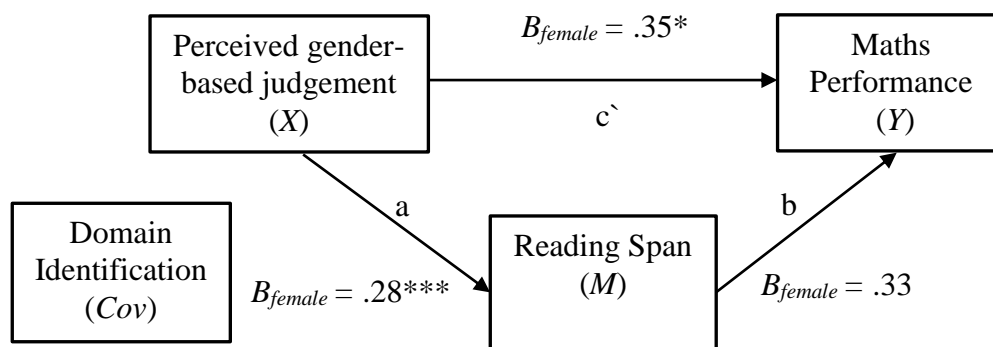 B_female = .35*
Perceived gender-
based judgement
(X)
Maths
Performance
(Y)
c`
a
b
Domain
Identification
(Cov)
B_female = .28***
Reading Span
(M)
B_female = .33